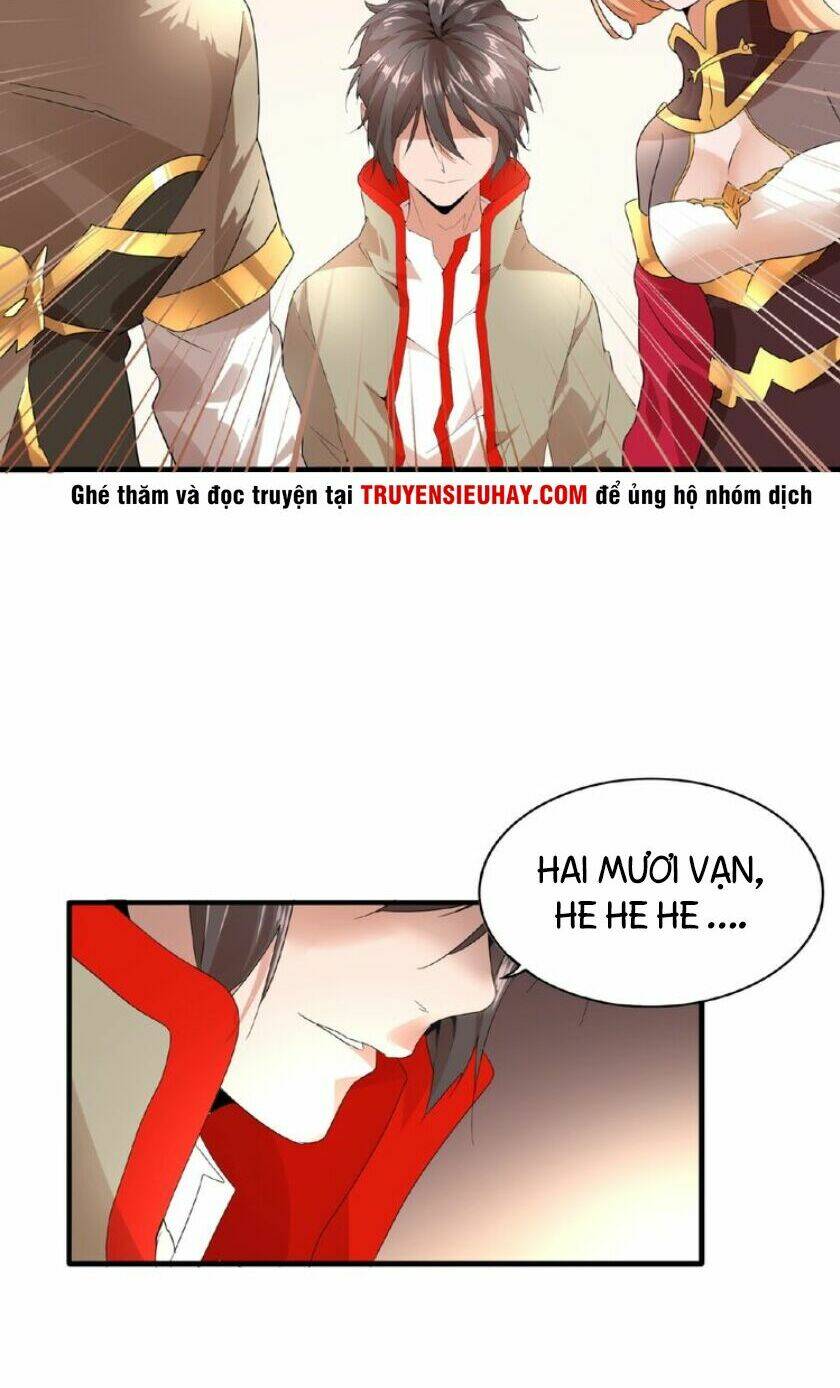 Ghé thăm và đọc truyện tại TRUYENSIEUHAY.COM để ủng hộ nhóm dịch
HAI MƯƠI VẠN,
HE HE HE ....